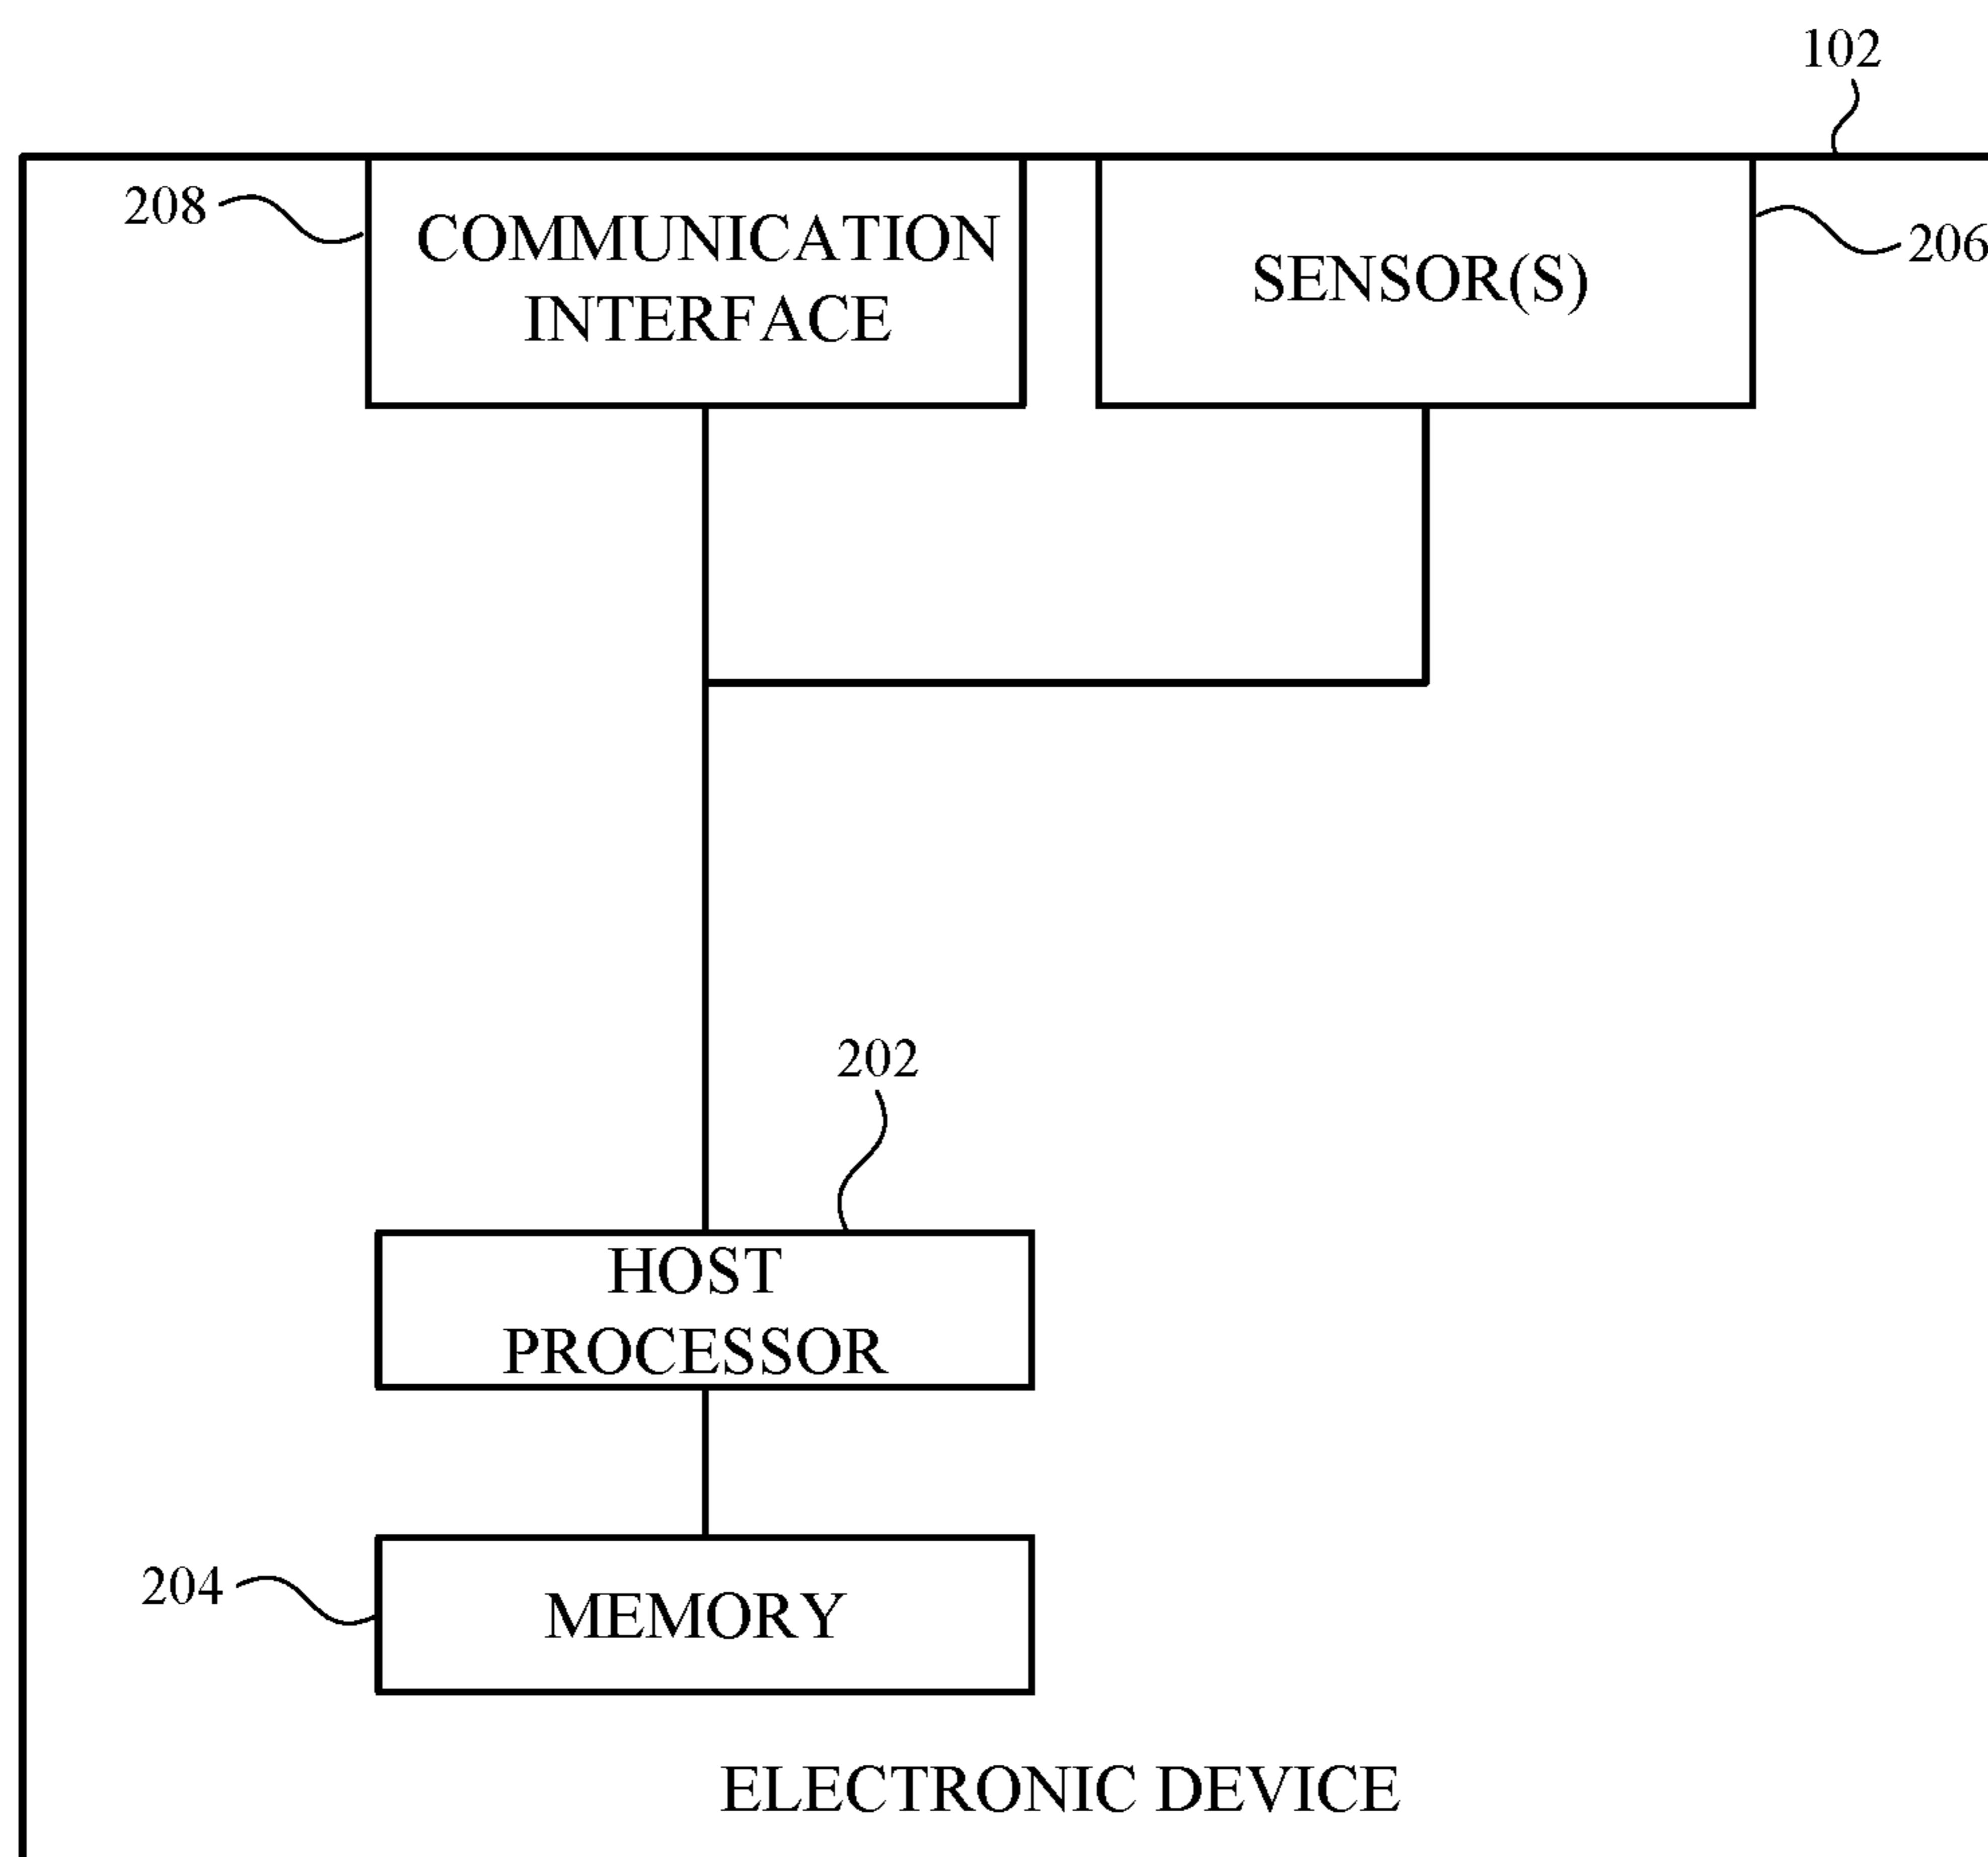 102
208
COMMUNICATION
INTERFACE
SENSOR(S)
206
202
HOST
PROCESSOR
204
MEMORY
ELECTRONIC DEVICE